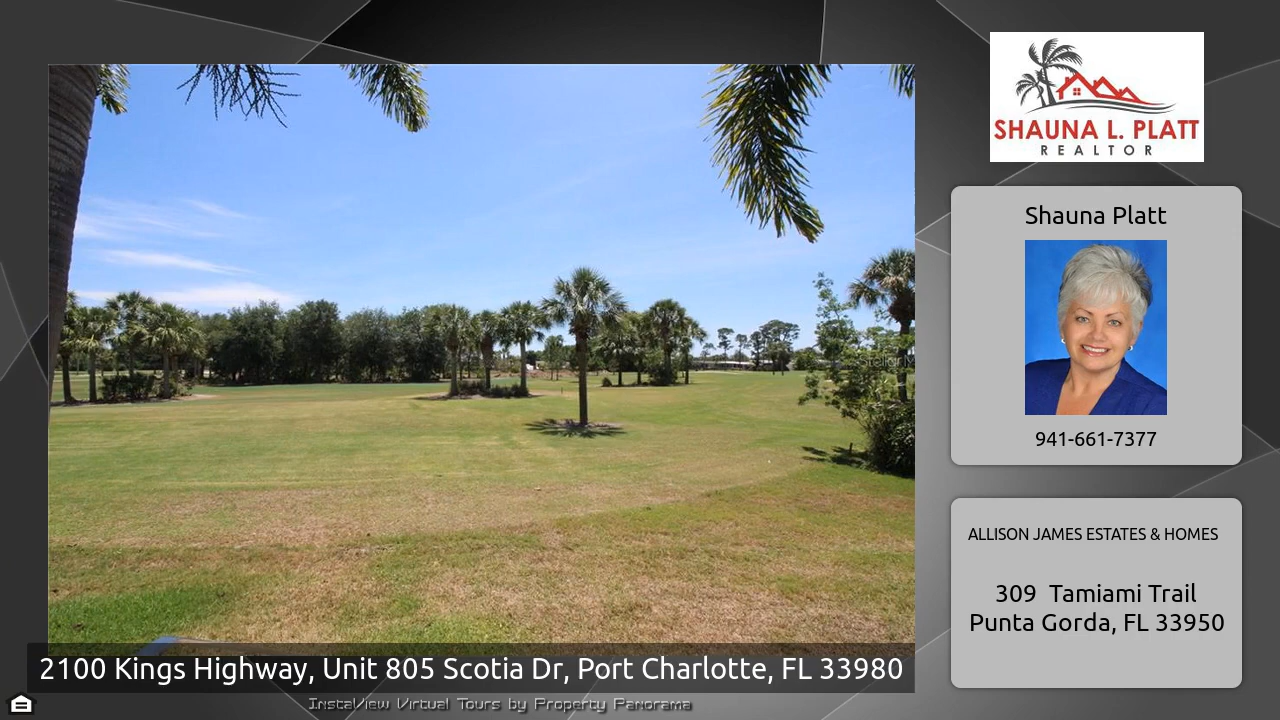 SHAUNA L. PLATT
REALTOR
Shauna Platt
941-661-7377
ALLISON JAMES ESTATES & HOMES
309 Tamiami Trail
Punta Gorda, FL 33950
2100 Kings Highway, Unit 805 Scotia Dr, Port Charlotte, FL 33980
InstaView Virtual Tours by Property Panorama